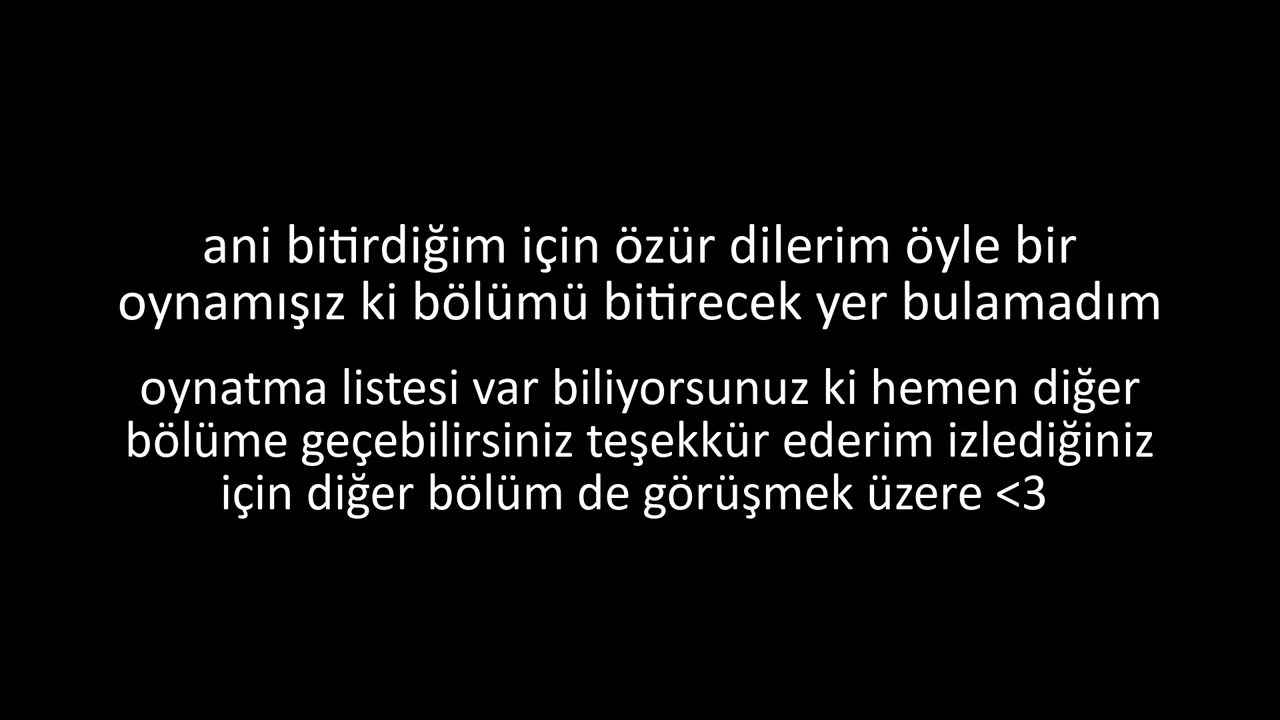 ani bitirdiğim için özür dilerim öyle bir
oynamışız ki bölümü bitirecek yer bulamadım
oynatma listesi var biliyorsunuz ki hemen diğer
bölüme geçebilirsiniz teşekkür ederim izlediğiniz
için diğer bölüm de görüşmek üzere <3